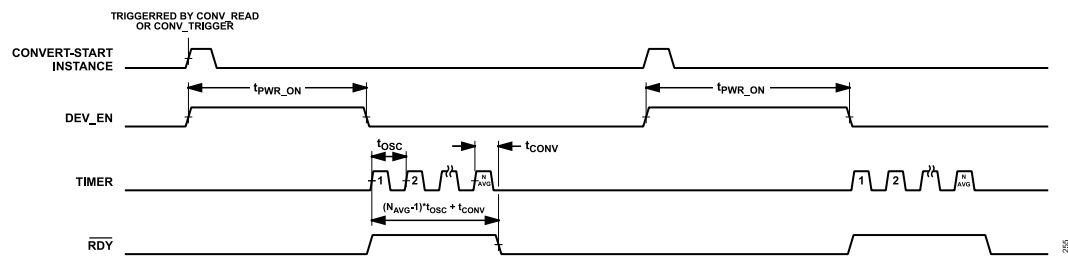 TRIGGERRED BY CONV_READ
OR CONV_TRIGGER
CONVERT-START
INSTANCE
tPWR_ON
tPWR_ON
DEV_EN
tOSC
tCONV
TIMER
1
2
N
AVG
1
2
N
AVG
(NAVG-1)*tOSC + tCONV
RDY
255